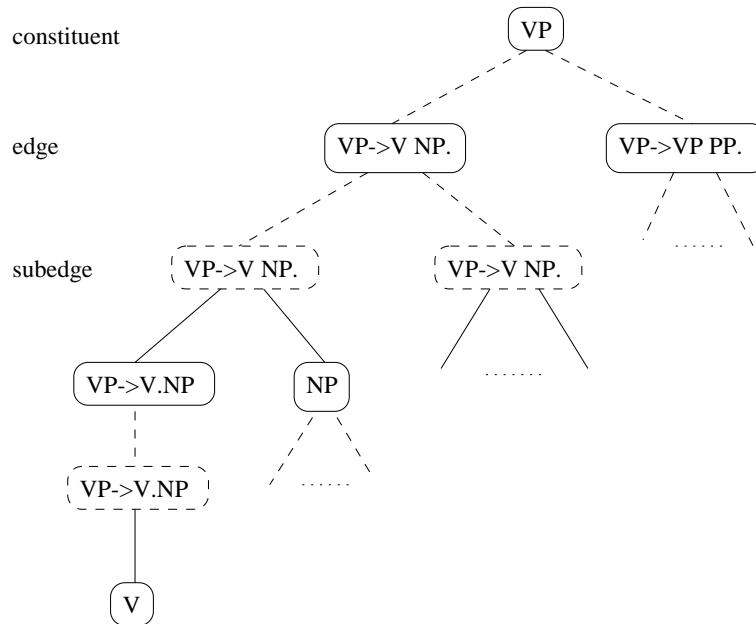 constituent VP
edge VP->V NP. VP->VP PP.
......
subedge VP->V NP. VP->V NP.
VP->V.NP NP .......
VP->V.NP ......
V